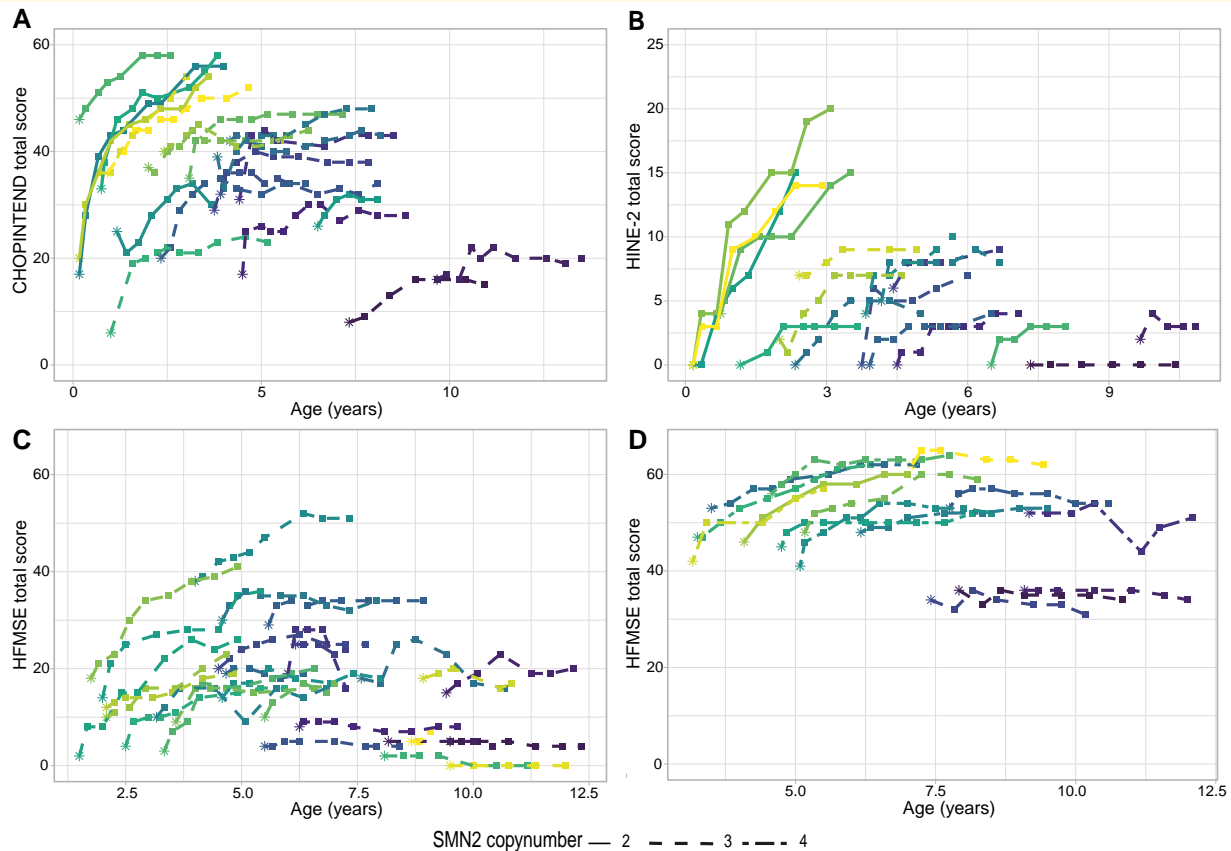 A
B
60
40
20
0
CHOPINTEND total score
0 5 10
Age (years)
25
20
15
10
5
0
HINE-2 total score
0 3 6 9
Age (years)
C
D
60
40
20
0
HFMSE total score
2.5 5.0 7.5 10.0 12.5
Age (years)
60
40
20
0
HFMSE total score
5.0 7.5 10.0 12.5
Age (years)
SMN2 copynumber 2 3 4